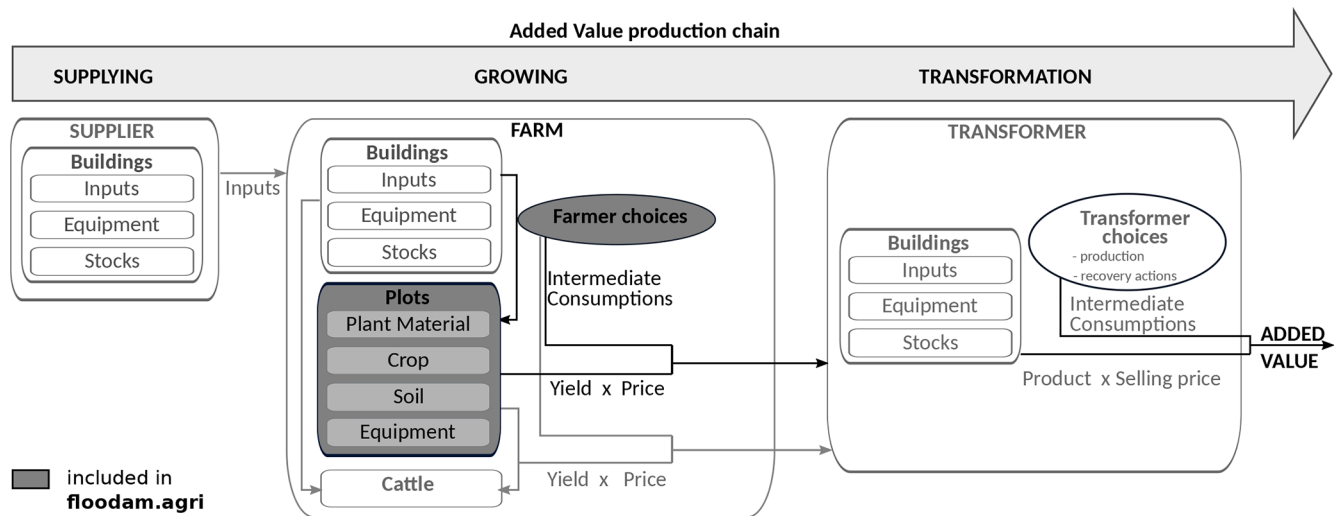 Added Value production chain
SUPPLYING
GROWING
TRANSFORMATION
SUPPLIER
Buildings
Inputs
Equipment
Stocks
Inputs
FARM
Buildings
Inputs
Equipment
Stocks
Farmer choices
Intermediate
Consumptions
Plots
Plant Material
Crop
Soil
Equipment
Yield x Price
Cattle
Yield x Price
TRANSFORMER
Buildings
Inputs
Equipment
Stocks
Transformer
choices
- production
- recovery actions
Intermediate
Consumptions
Product x Selling price
ADDED
VALUE
included in
floodam.agri